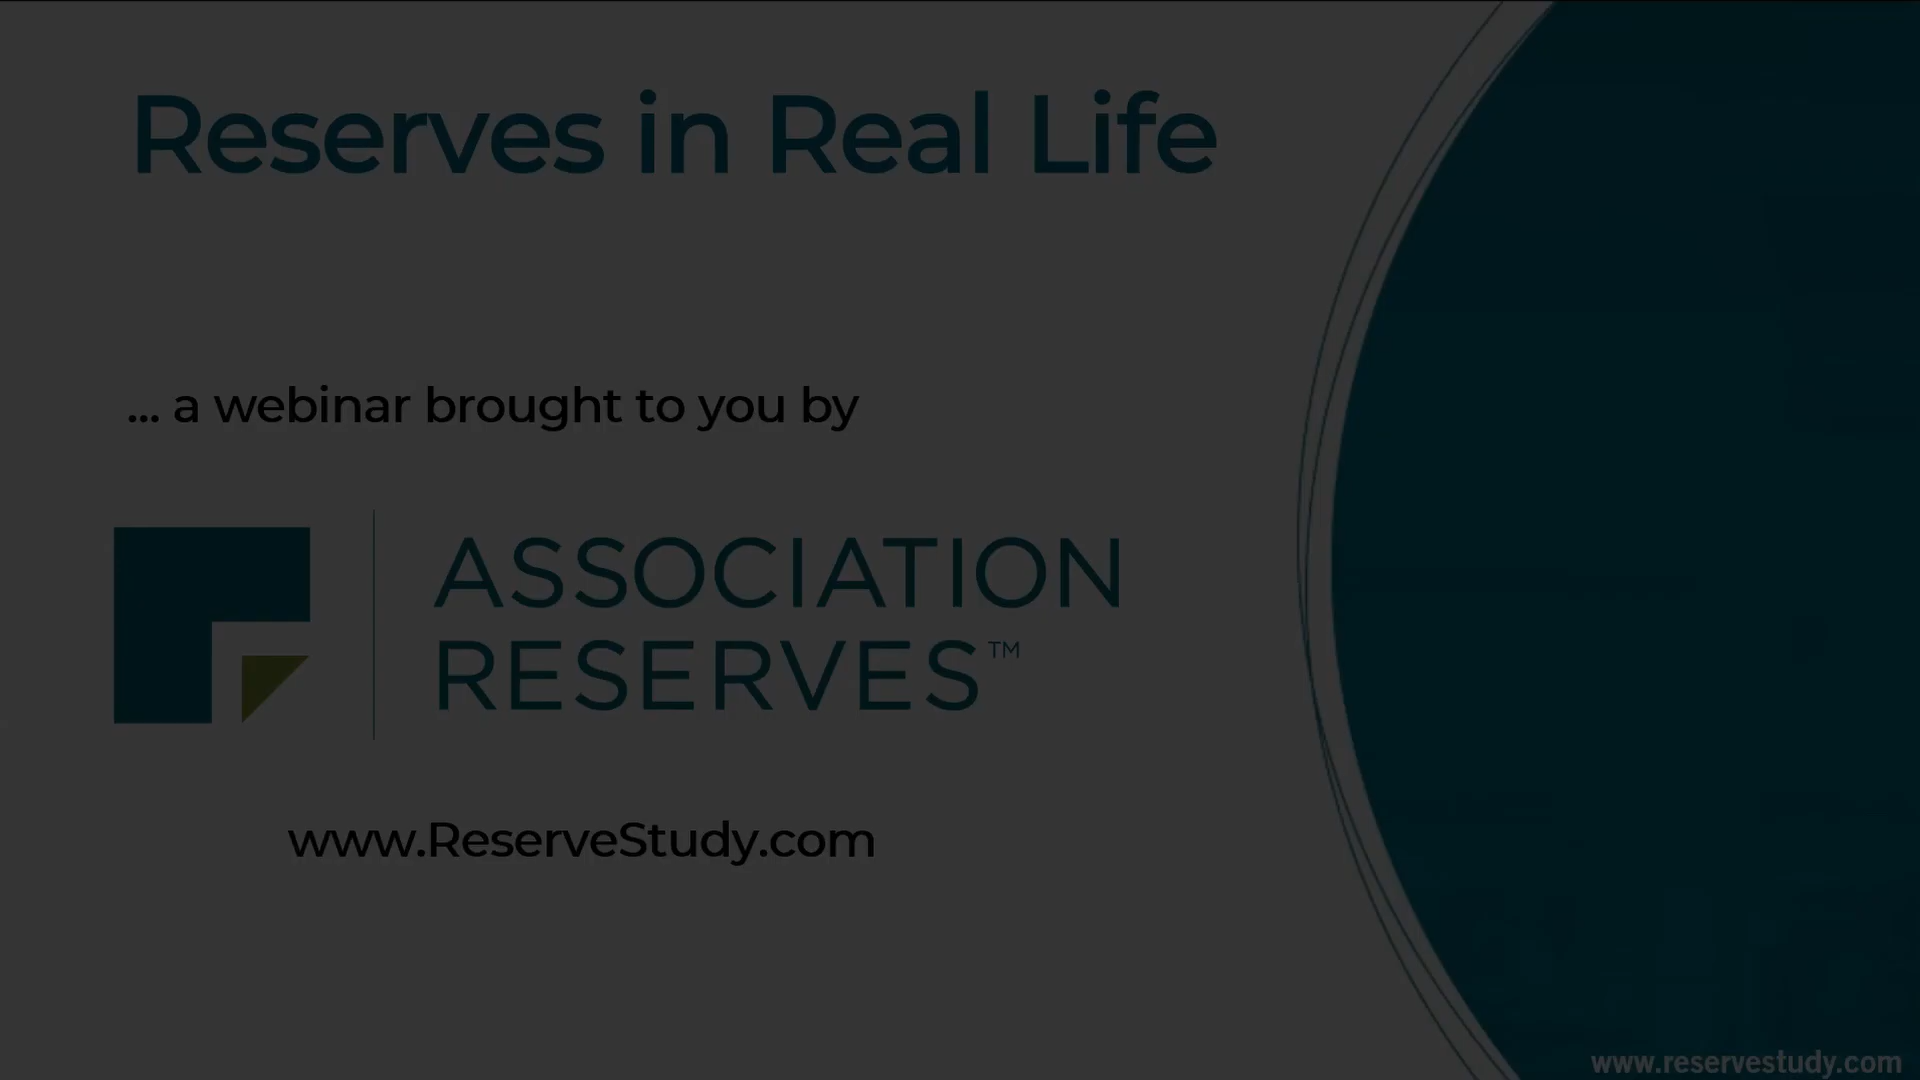 Reserves in Real Life
... a webinar brought to you by
ASSOCIATION
RESERVES™
www.ReserveStudy.com
www.reservestudy.com